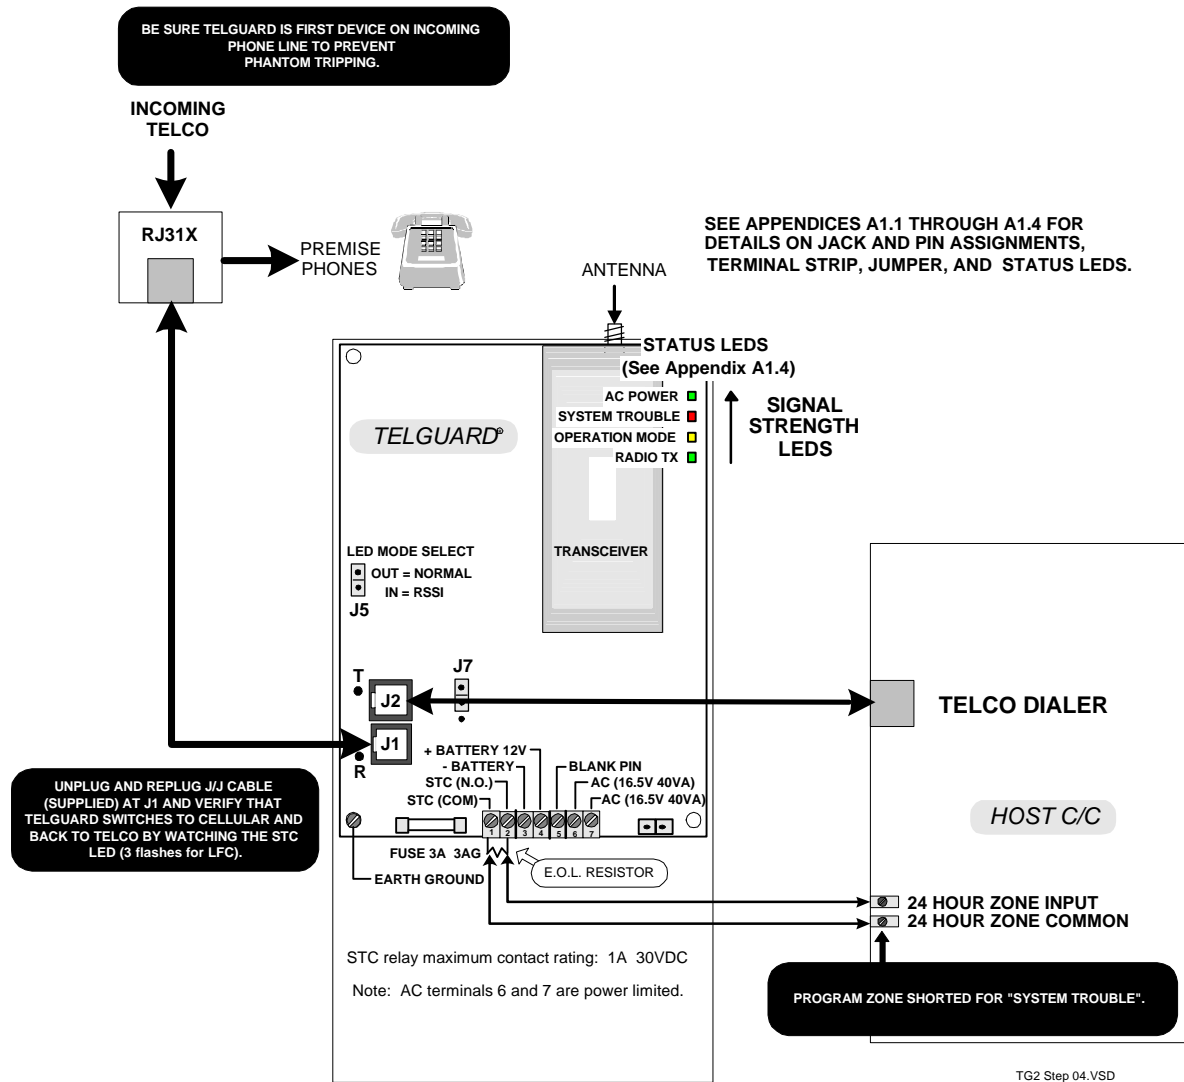 BE SURE TELGUARD IS FIRST DEVICE ON INCOMING
PHONE LINE TO PREVENT
PHANTOM TRIPPING.
INCOMING
TELCO
RJ31X
PREMISE
PHONES
SEE APPENDICES A1.1 THROUGH A1.4 FOR
DETAILS ON JACK AND PIN ASSIGNMENTS,
TERMINAL STRIP, JUMPER, AND STATUS LEDS.
ANTENNA
STATUS LEDS
(See Appendix A1.4)
AC POWER
SYSTEM TROUBLE
OPERATION MODE
RADIO TX
SIGNAL
STRENGTH
LEDS
TELGUARD®
LED MODE SELECT
OUT = NORMAL
IN = RSSI
J5
TRANSCEIVER
T
J2
J7
J1
R
TELCO DIALER
+ BATTERY 12V
- BATTERY
STC (N.O.)
STC (COM)
BLANK PIN
AC (16.5V 40VA)
AC (16.5V 40VA)
1 2 3 4 5 6 7
UNPLUG AND REPLUG J/J CABLE
(SUPPLIED) AT J1 AND VERIFY THAT
TELGUARD SWITCHES TO CELLULAR AND
BACK TO TELCO BY WATCHING THE STC
LED (3 flashes for LFC).
HOST C/C
FUSE 3A 3AG
E.O.L. RESISTOR
EARTH GROUND
24 HOUR ZONE INPUT
24 HOUR ZONE COMMON
STC relay maximum contact rating: 1A 30VDC
Note: AC terminals 6 and 7 are power limited.
PROGRAM ZONE SHORTED FOR "SYSTEM TROUBLE".
TG2 Step 04.VSD